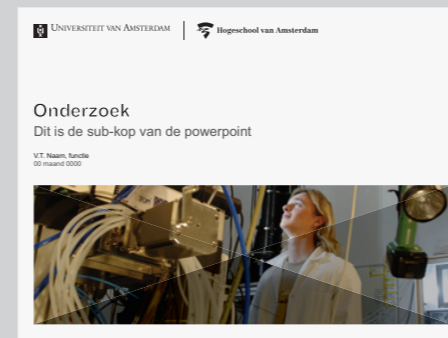 UNIVERSITEIT VAN AMSTERDAM
Hogeschool van Amsterdam
Onderzoek
Dit is de sub-kop van de powerpoint
V.T. Naam, functie
00 maand 0000